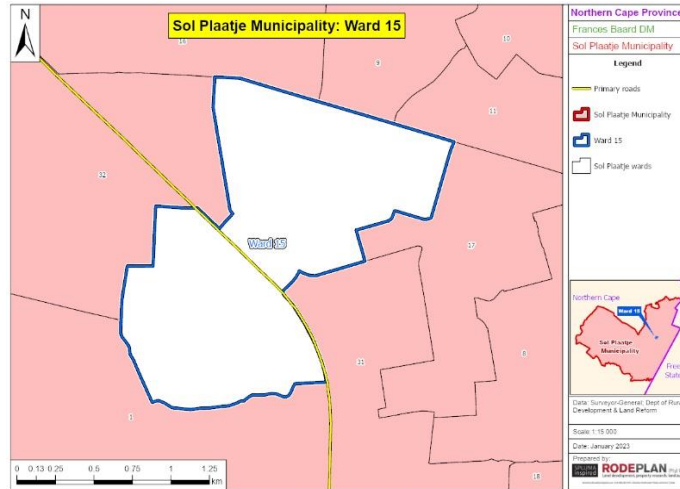 Sol Plaatje Municipality: Ward 15
N
10
9
11
32
Ward 15
17
31
8
1
18
0 0.13 0.25 0.5 0.75 1 1.25
km
Northern Cape Province
Frances Baard DM
Sol Plaatje Municipality
Legend
Primary roads
Sol Plaatje Municipality
Ward 15
Sol Plaatje wards
Northern Cape
Ward 15
Sol Plaatje
Municipality
Free
State
Data: Surveyor-General; Dept of Rural
Development & Land Reform
Scale: 1:15 000
Date: January 2023
Prepared by:
SPLUMA
inspired
RODEPLAN